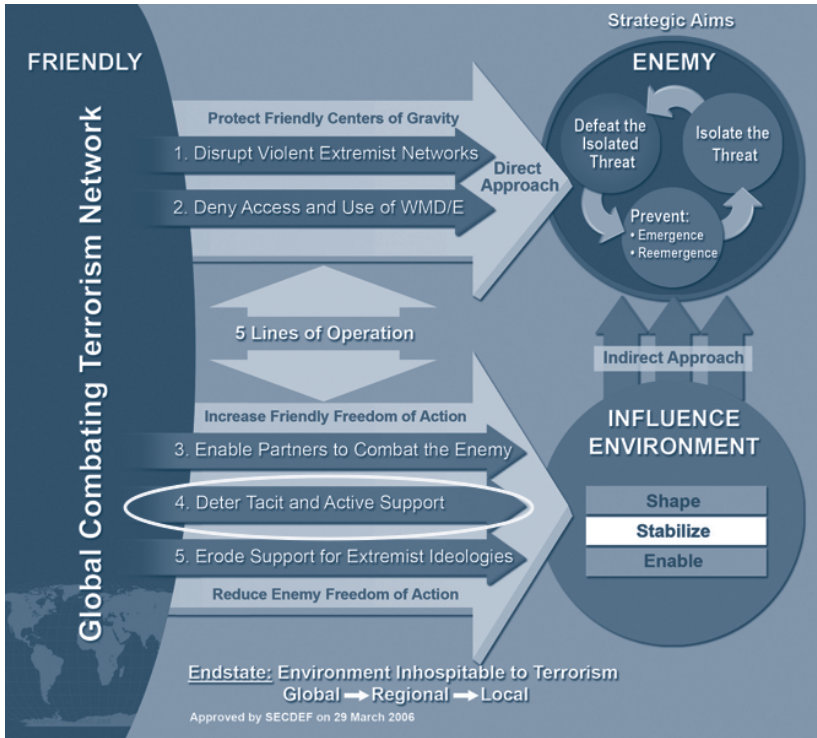 Strategic Aims
FRIENDLY
ENEMY
Global Combating Terrorism Network
Protect Friendly Centers of Gravity
1. Disrupt Violent Extremist Networks
2. Deny Access and Use of WMD/E
Direct
Approach
Defeat the
Isolated
Threat
Isolate the
Threat
Prevent:
• Emergence
• Reemergence
5 Lines of Operation
Indirect Approach
Increase Friendly Freedom of Action
3. Enable Partners to Combat the Enemy
4. Deter Tacit and Active Support
5. Erode Support for Extremist Ideologies
Reduce Enemy Freedom of Action
INFLUENCE
ENVIRONMENT
Shape
Stabilize
Enable
Endstate: Environment Inhospitable to Terrorism
Global Regional Local
Approved by SECDEF on 29 March 2006